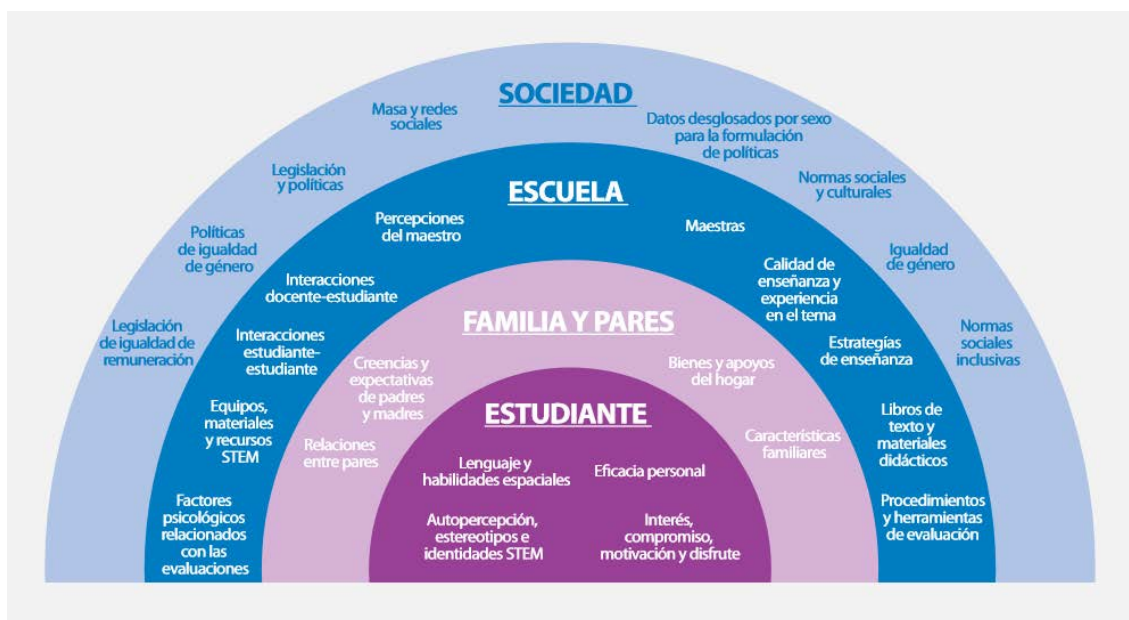 SOCIEDAD
Masa y redes
sociales
Legislación
y políticas
Políticas
de igualdad
de género
Legislación
de igualdad de
remuneración
Datos desglosados por sexo
para la formulación
de políticas
Normas sociales
y culturales
Igualdad
de género
Normas
sociales
inclusivas
ESCUELA
Percepciones
del maestro
Interacciones
docente-estudiante
Interacciones
estudiante-
estudiante
Equipos,
materiales
y recursos
STEM
Factores
psicológicos
relacionados
con las
evaluaciones
Maestras
Calidad de
enseñanza y
experiencia
en el tema
Estrategías
de enseñanza
Libros de
texto y
materiales
didácticos
Procedimientos
y herramientas
de evaluación
FAMILIA Y PARES
Creencias y
expectativas
de padres
y madres
Relaciones
entre pares
Bienes y apoyos
del hogar
Características
familiares
ESTUDIANTE
Lenguaje y
habilidades espaciales
Eficacia personal
Autopercepción,
estereotipos e
identidades STEM
Interés,
compromiso,
motivación y disfrute